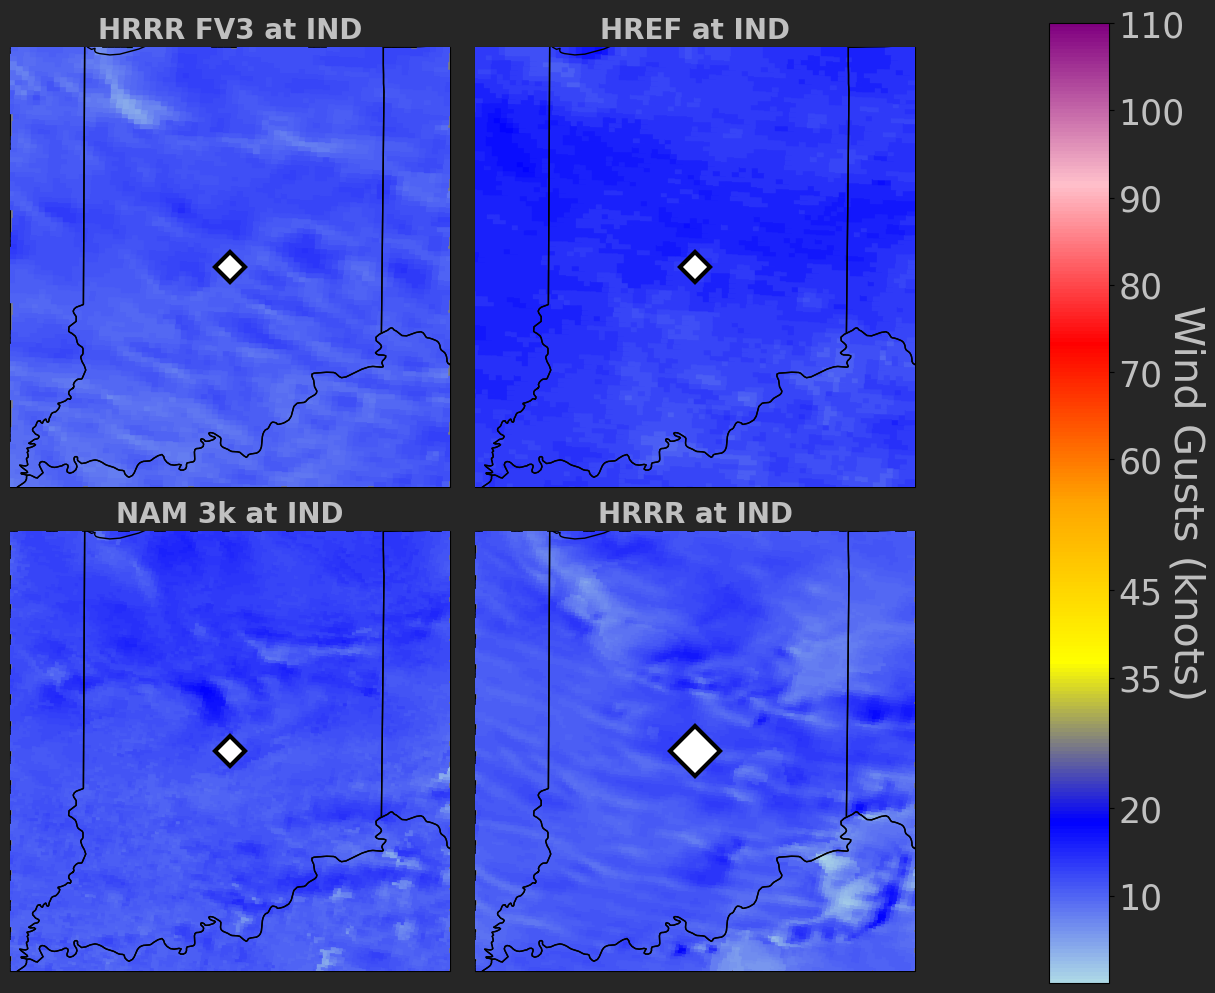 HRRR FV3 at IND
HREF at IND
NAM 3k at IND
HRRR at IND
110
100
90
80
70
60
45
35
20
10
Wind Gusts (knots)